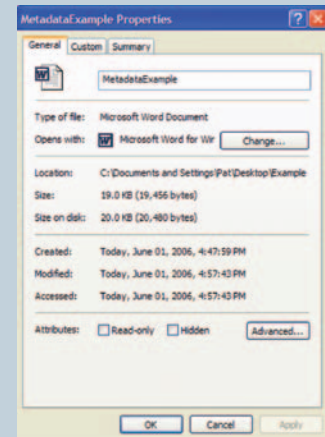 MetadataExample Properties
General Custom Summary
MetadataExample
Type of file: Microsoft Word Document
Opens with: Microsoft Word for Wir Change...
Location: C:\Documents and Settings\Pat\Desktop\Example
Size: 19.0 KB (19,456 bytes)
Size on disk: 20.0 KB (20,480 bytes)
Created: Today, June 01, 2006, 4:47:59 PM
Modified: Today, June 01, 2006, 4:57:43 PM
Accessed: Today, June 01, 2006, 4:57:43 PM
Attributes: Read-only Hidden Advanced...
OK Cancel Apply